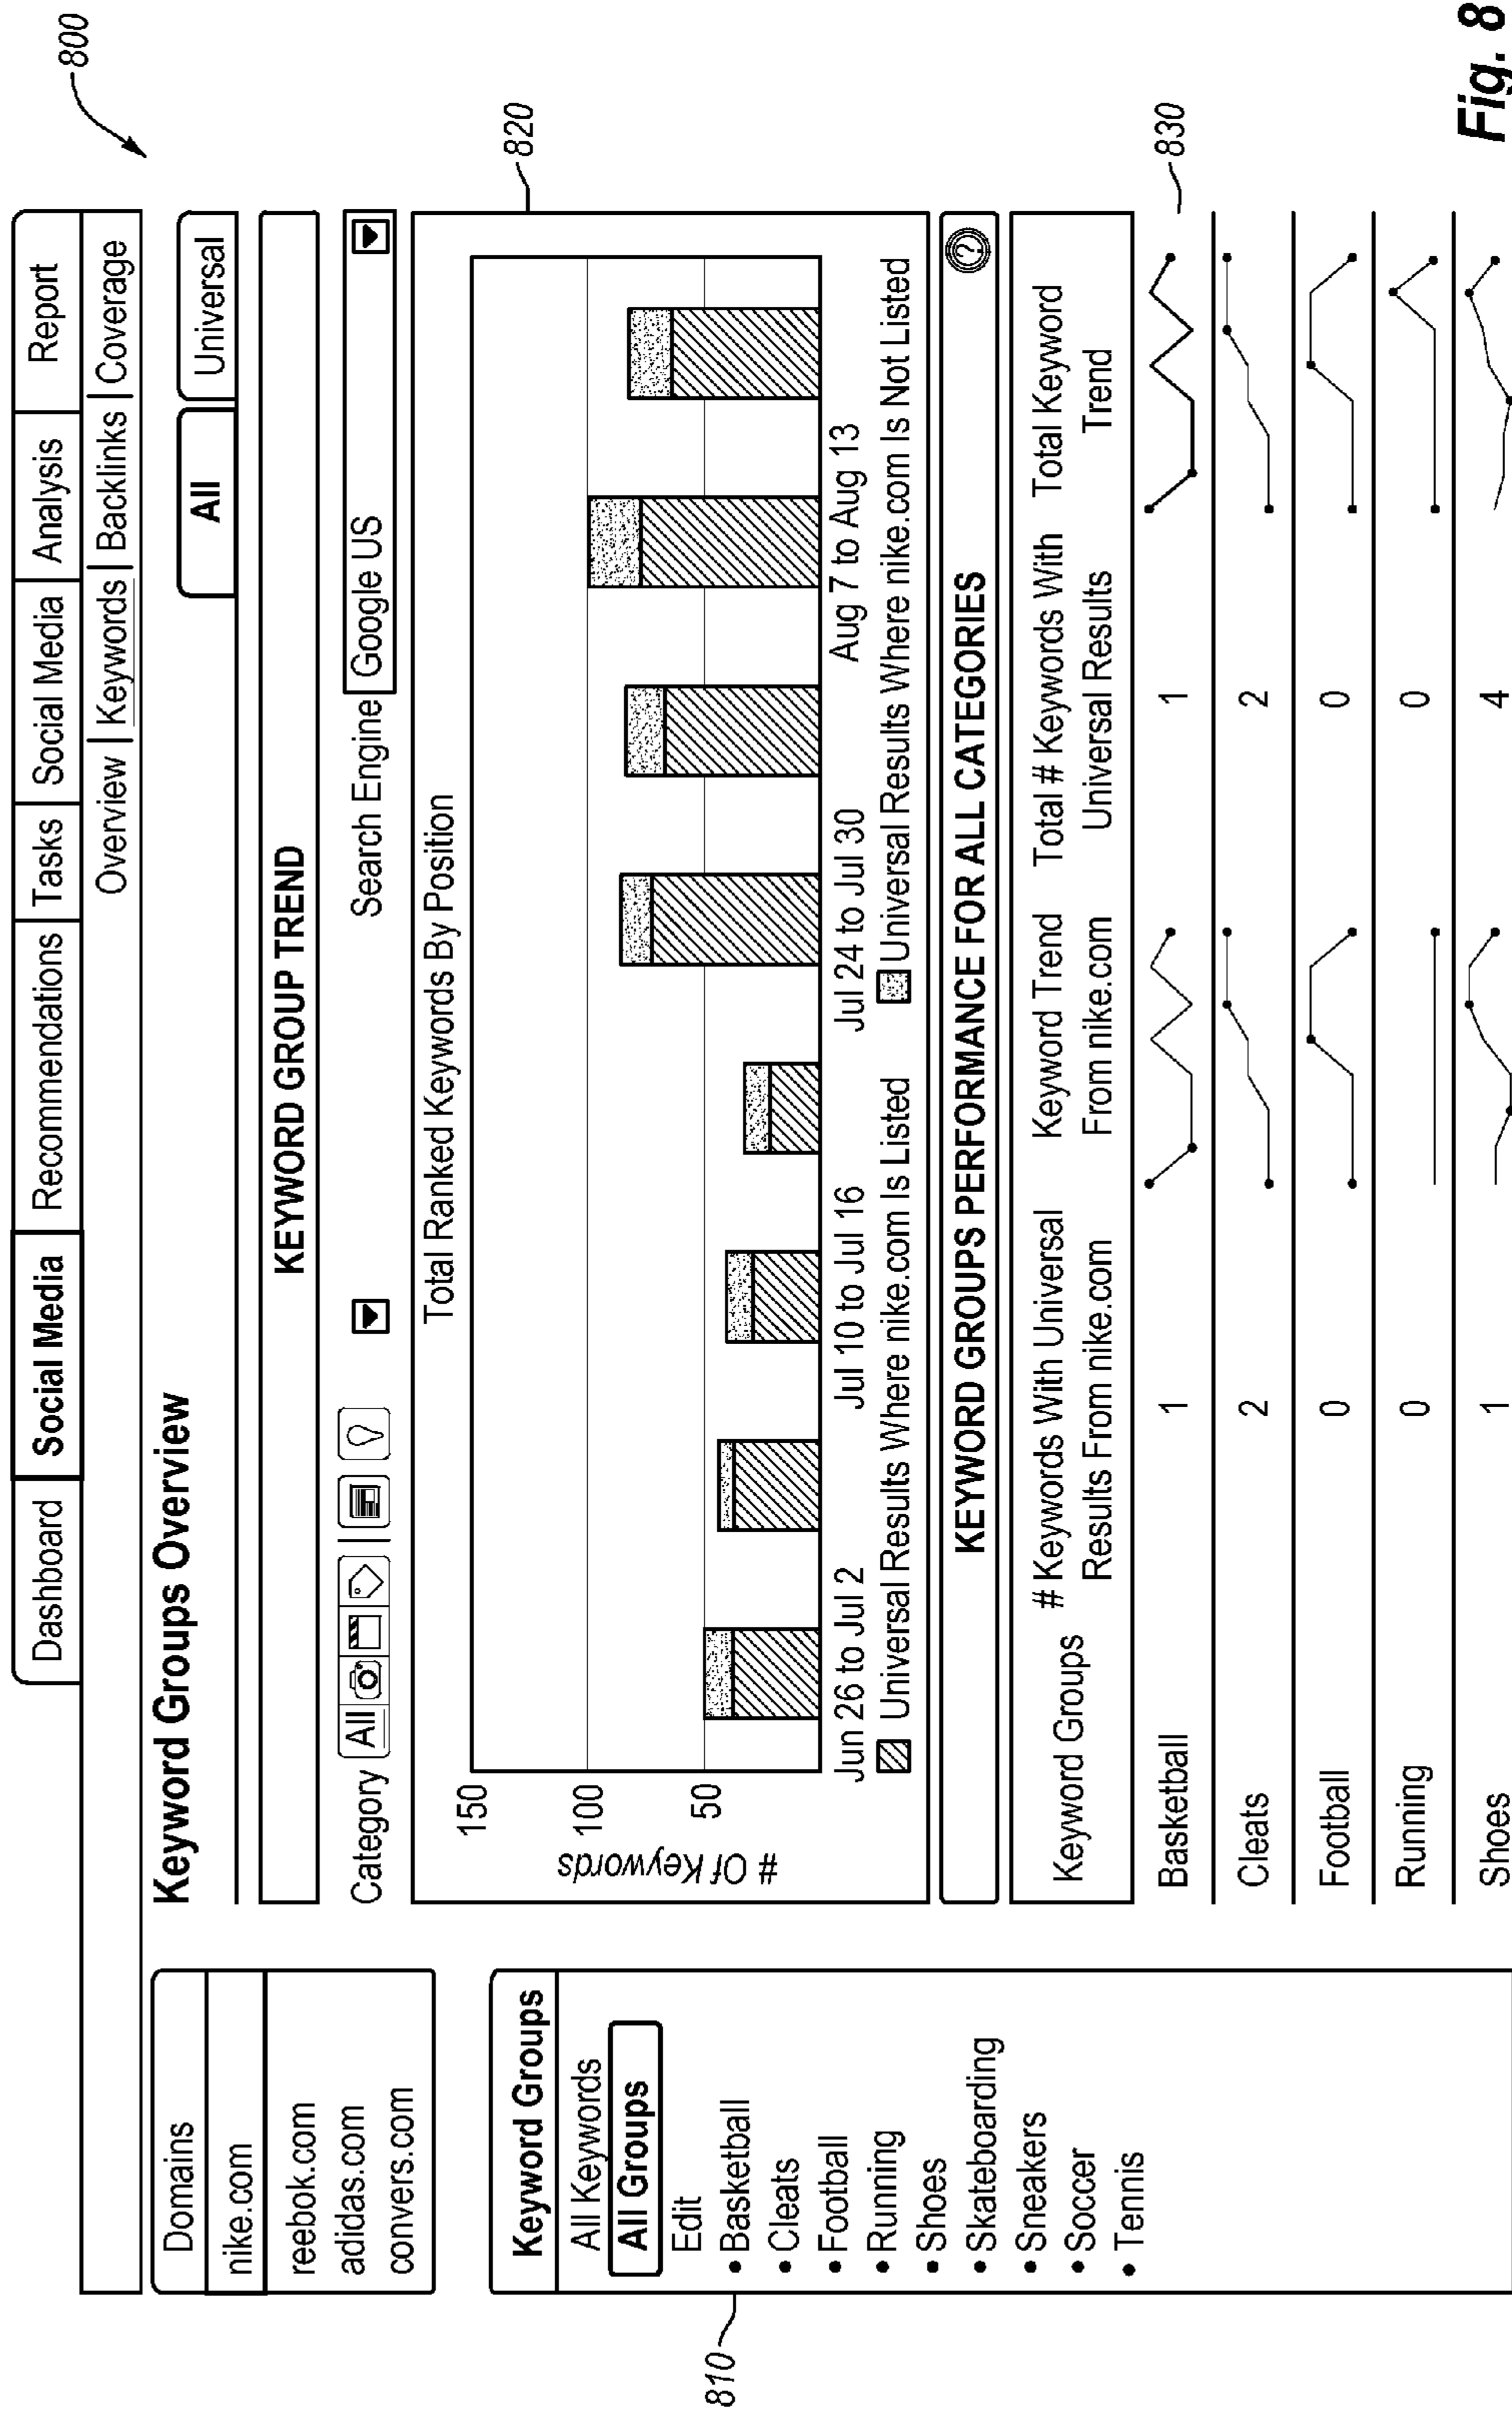 800
Dashboard
Social Media
Recommendations
Tasks
Social Media
Analysis
Report
Overview | Keywords | Backlinks | Coverage
Domains
nike.com
reebok.com
adidas.com
convers.com
810
Keyword Groups
All Keywords
All Groups
Edit
• Basketball
• Cleats
• Football
• Running
• Shoes
• Skateboarding
• Sneakers
• Soccer
• Tennis
Keyword Groups Overview
All
Universal
KEYWORD GROUP TREND
Category
All
Search Engine
Google US
820
Total Ranked Keywords By Position
# Of Keywords
150
100
50
Jun 26 to Jul 2
Jul 10 to Jul 16
Jul 24 to Jul 30
Aug 7 to Aug 13
Universal Results Where nike.com Is Listed
Universal Results Where nike.com Is Not Listed
KEYWORD GROUPS PERFORMANCE FOR ALL CATEGORIES
?
Keyword Groups
# Keywords With Universal
Results From nike.com
Keyword Trend
From nike.com
Total # Keywords With
Universal Results
Total Keyword
Trend
830
Basketball 1 1
Cleats 2 2
Football 0 0
Running 0 0
Shoes 1 4
Fig. 8